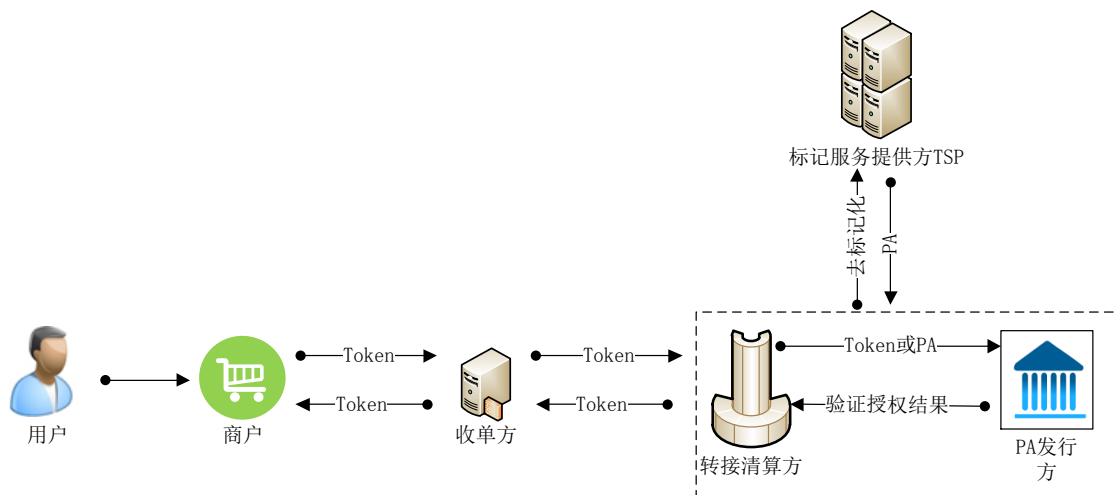 标记服务提供方TSP
去标记化
PA
Token
Token
Token或PA
Token
Token
验证授权结果
用户
商户
收单方
转接清算方
PA发行
方